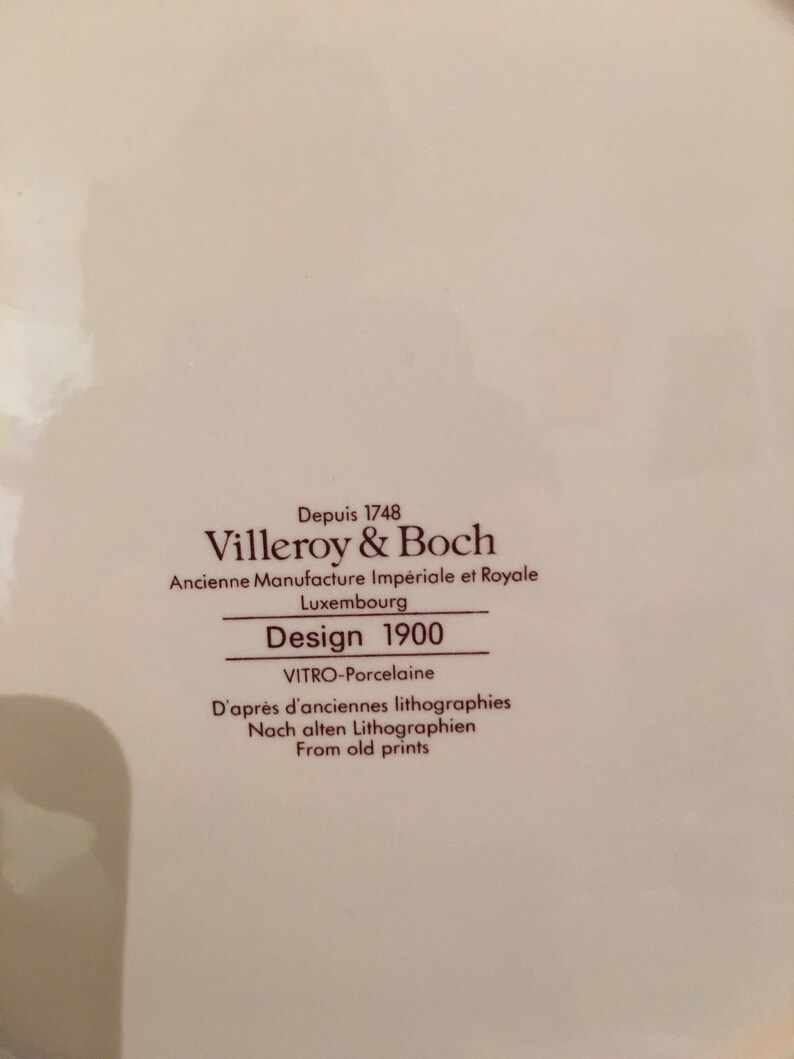 Depuis 1748
Villeroy & Boch
Ancienne Manufacture Impériale et Royale
Luxembourg
Design 1900
VITRO-Porcelaine
D'après d'anciennes lithographies
Nach alten Lithographien
From old prints